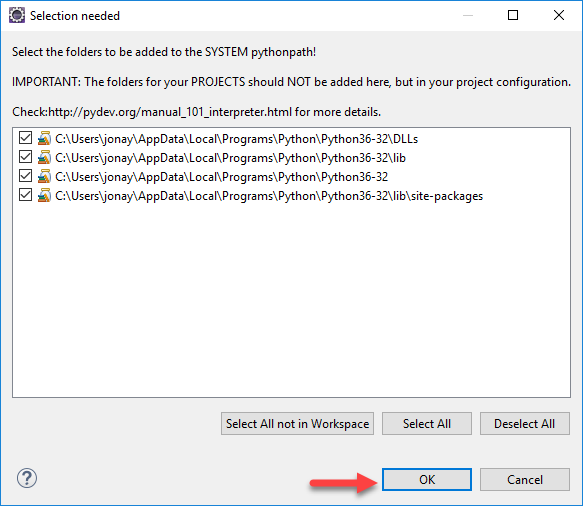 Selection needed
Select the folders to be added to the SYSTEM pythonpath!
IMPORTANT: The folders for your PROJECTS should NOT be added here, but in your project configuration.
Check:http://pydev.org/manual_101_interpreter.html for more details.
C:\Users\jonay\AppData\Local\Programs\Python\Python36-32\DLLs
C:\Users\jonay\AppData\Local\Programs\Python\Python36-32\lib
C:\Users\jonay\AppData\Local\Programs\Python\Python36-32
C:\Users\jonay\AppData\Local\Programs\Python\Python36-32\lib\site-packages
Select All not in Workspace
Select All
Deselect All
?
OK
Cancel